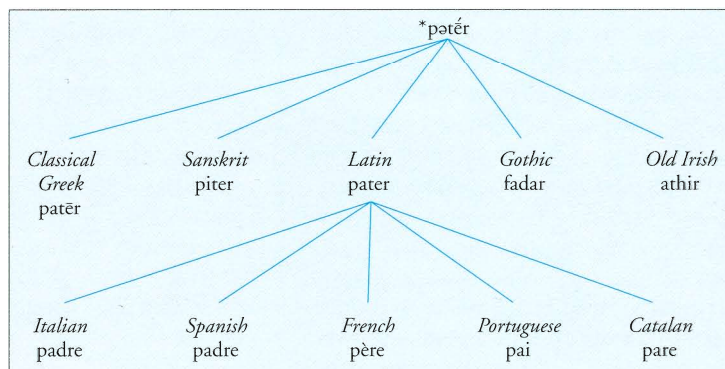 *pətḗr
Classical Sanskrit Latin Gothic Old Irish
Greek piter pater fadar athir
patēr
Italian Spanish French Portuguese Catalan
padre padre père pai pare